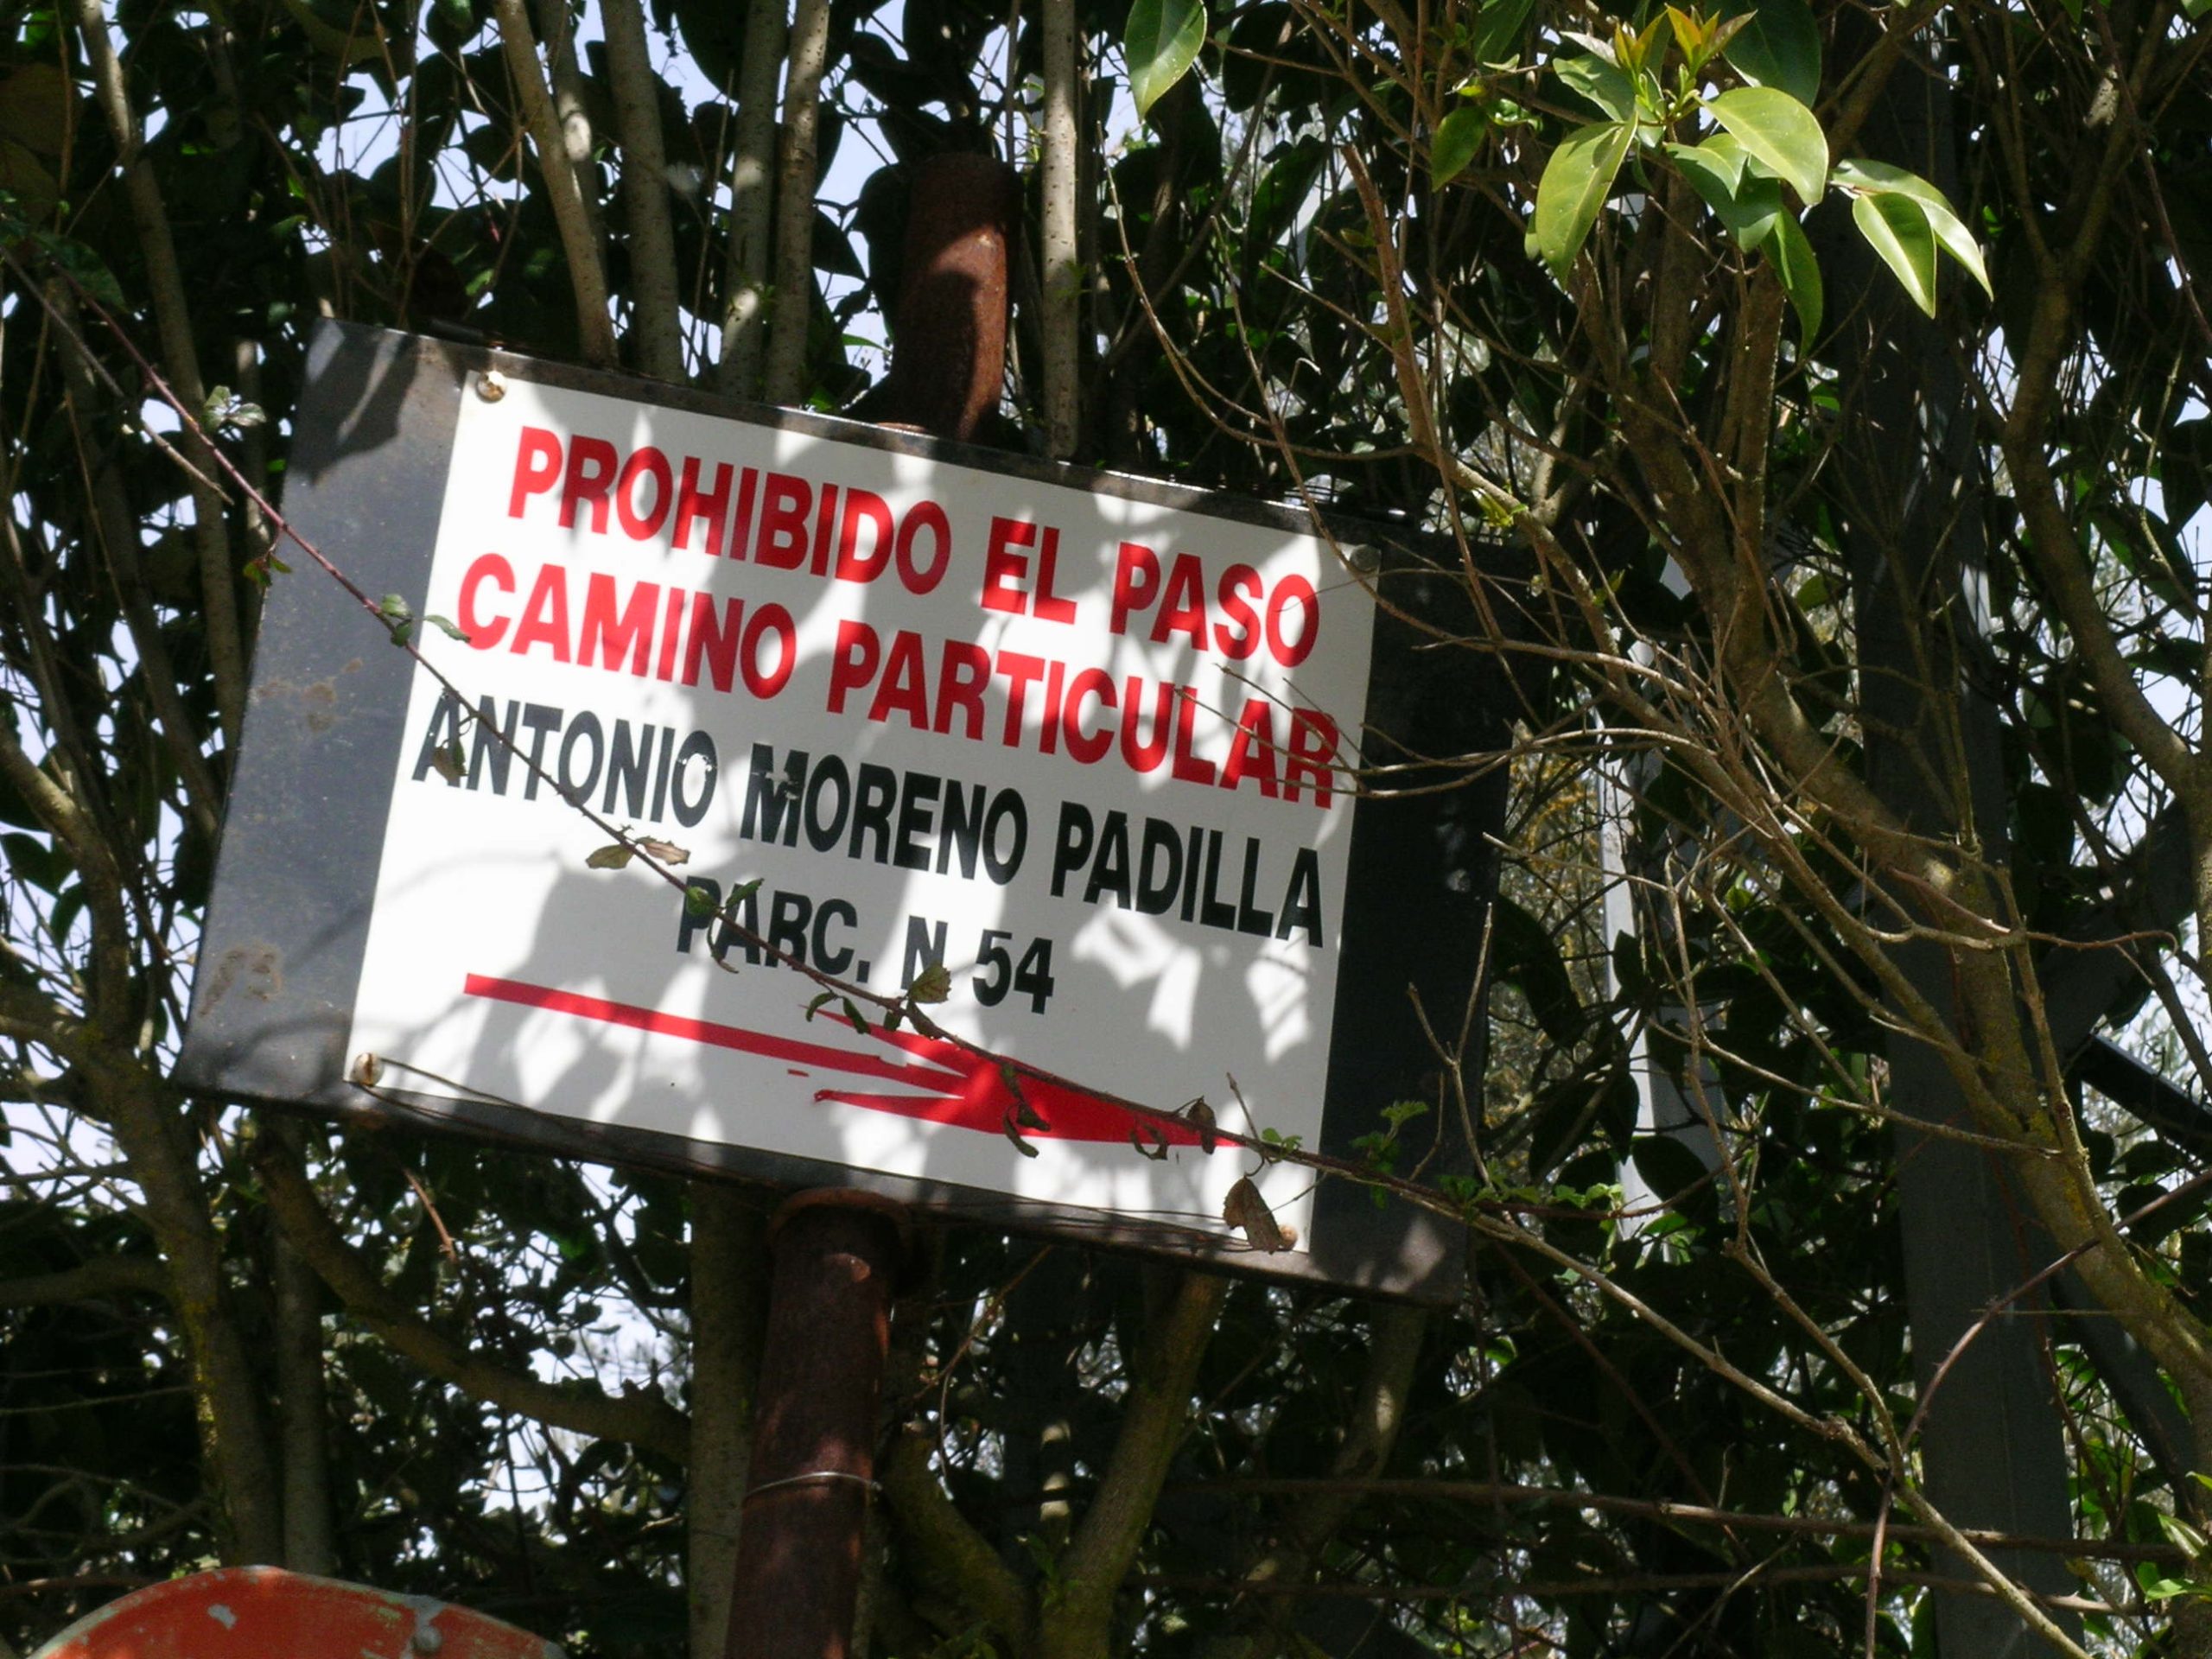 PROHIBIDO EL PASO
CAMINO PARTICULAR
ANTONIO MORENO PADILLA
PARC. N 54